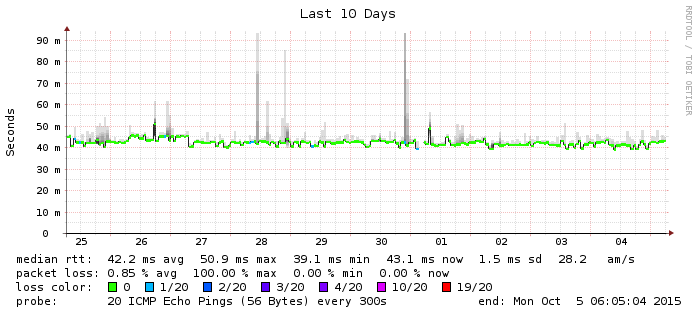 Last 10 Days
RRDTOOL / TOBI OETIKER
Seconds
90 m
80 m
70 m
60 m
50 m
40 m
30 m
20 m
10 m
0
25 26 27 28 29 30 01 02 03 04
median rtt: 42.2 ms avg 50.9 ms max 39.1 ms min 43.1 ms now 1.5 ms sd 28.2 am/s
packet loss: 0.85 % avg 100.00 % max 0.00 % min 0.00 % now
loss color: 0 1/20 2/20 3/20 4/20 10/20 19/20
probe: 20 ICMP Echo Pings (56 Bytes) every 300s end: Mon Oct 5 06:05:04 2015